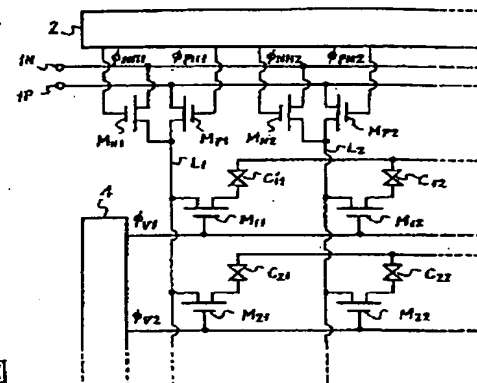 2
1N
φNH1 φPH1 φNH2 φPH2
1P
MN1 MP1 MN2 MP2
L1 L2
C11 C12
1
φV1 M11 M12
C21 C22
φV2 M21 M22